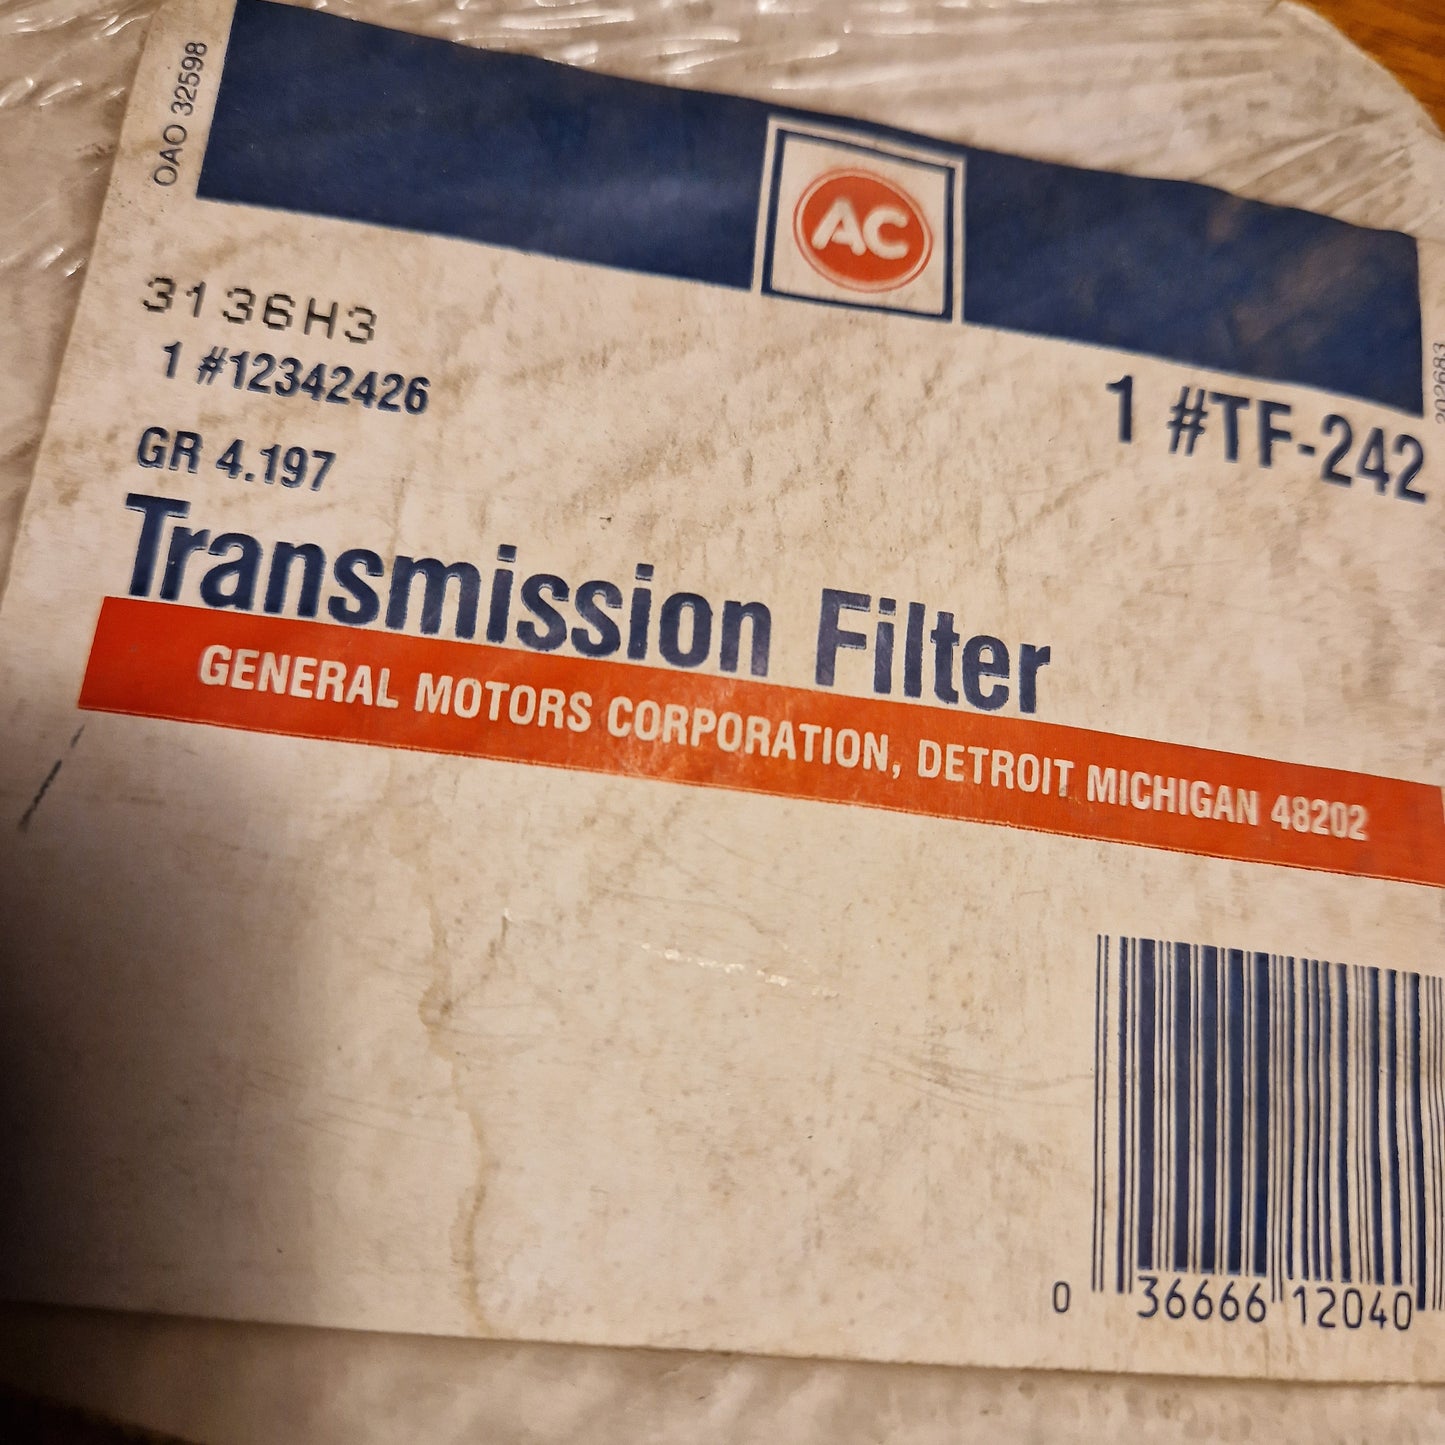 OAO 32598
AC
3136H3
1 #12342426
1 #TF-242
GR 4.197
Transmission Filter
GENERAL MOTORS CORPORATION, DETROIT MICHIGAN 48202
0 36666 12040